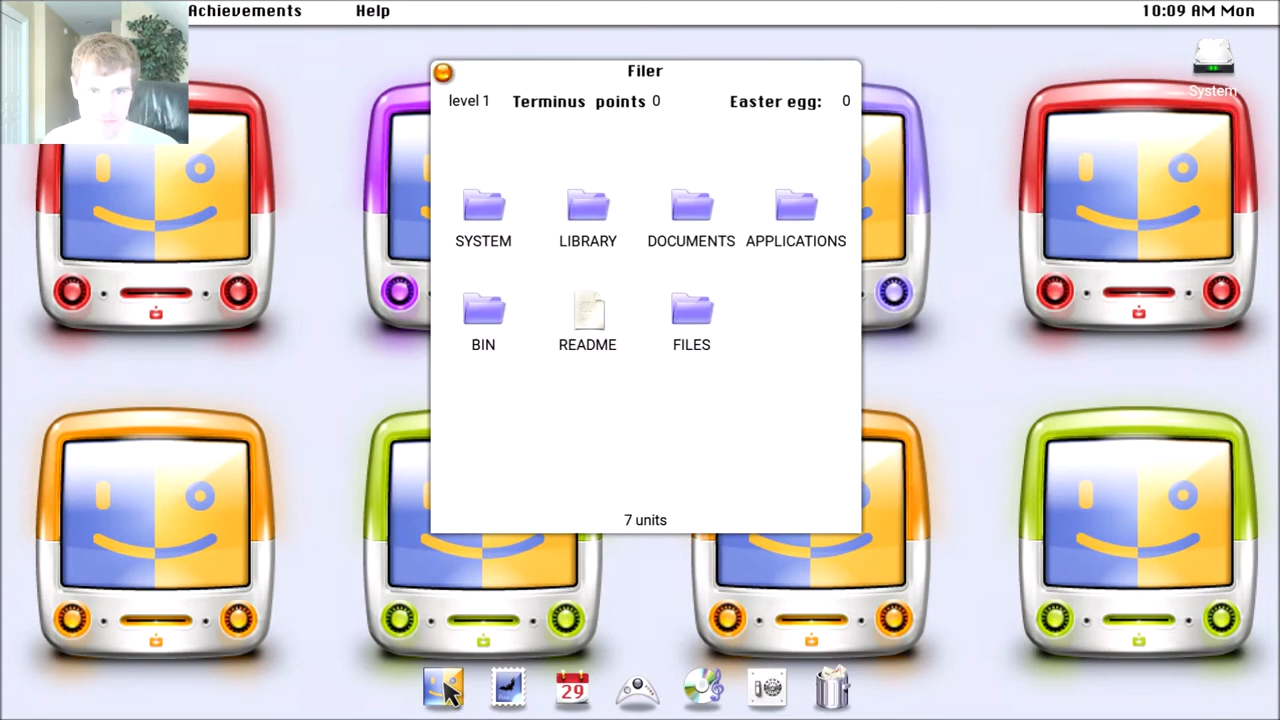 Achievements Help 10:09 AM Mon
Filer
level 1 Terminus points 0 Easter egg: 0
System
SYSTEM LIBRARY DOCUMENTS APPLICATIONS
BIN README FILES
7 units
29